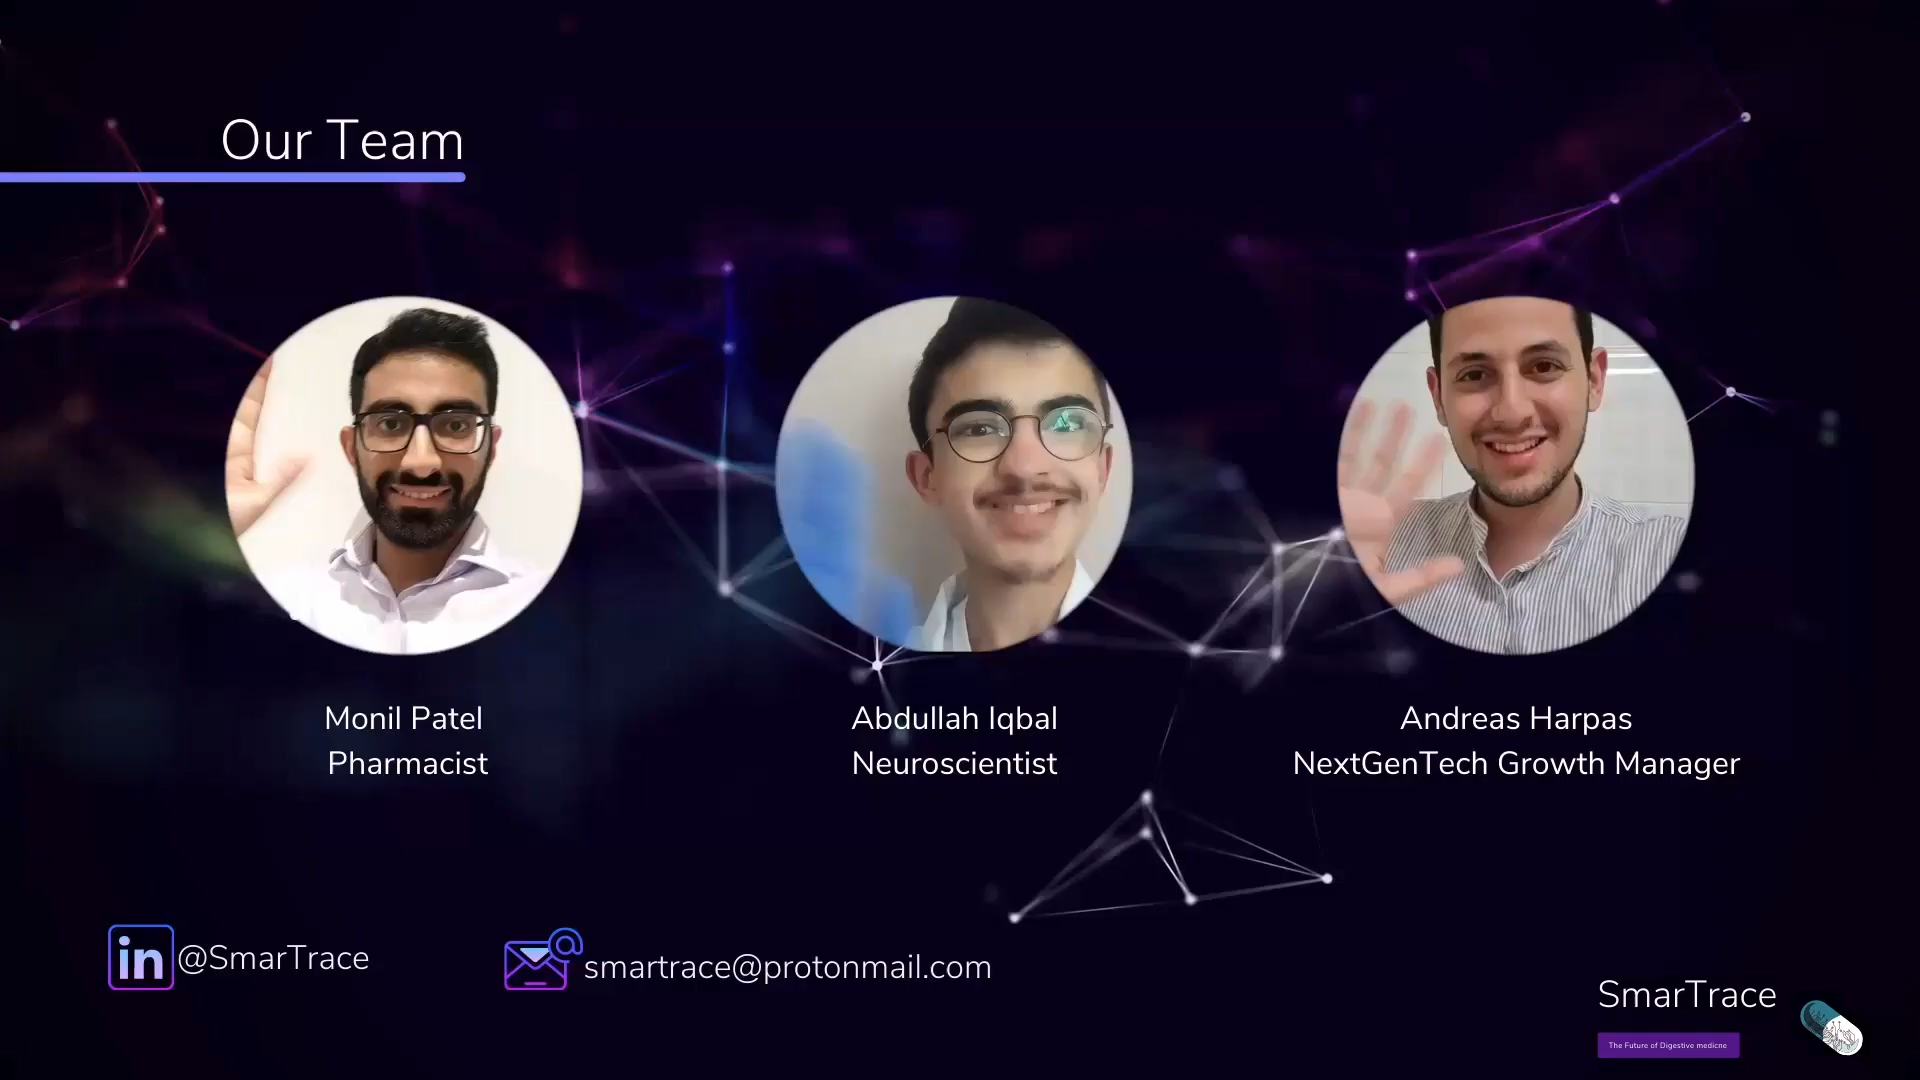 Our Team
Monil Patel
Pharmacist
Abdullah Iqbal
Neuroscientist
Andreas Harpas
NextGenTech Growth Manager
in @SmarTrace
smartrace@protonmail.com
SmarTrace
The Future of Digestive medicne